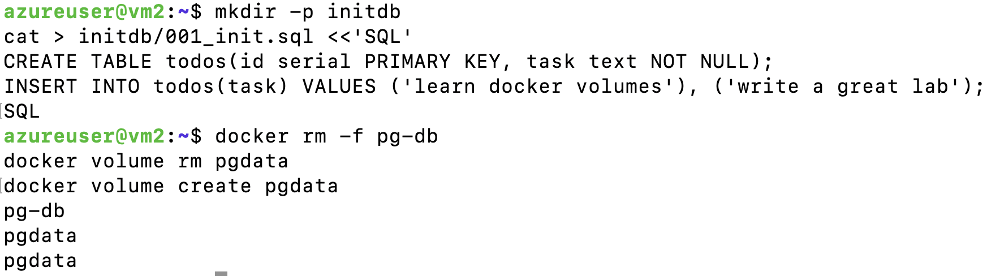 azureuser@vm2:~$ mkdir -p initdb
cat > initdb/001_init.sql <<'SQL'
CREATE TABLE todos(id serial PRIMARY KEY, task text NOT NULL);
INSERT INTO todos(task) VALUES ('learn docker volumes'), ('write a great lab');
SQL
azureuser@vm2:~$ docker rm -f pg-db
docker volume rm pgdata
docker volume create pgdata
pg-db
pgdata
pgdata